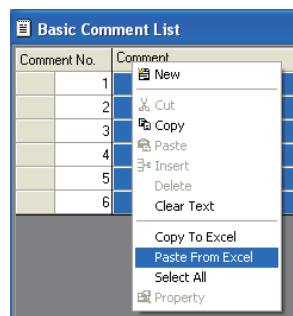 Basic Comment List
Comment No. Comment
1
2
3
4
5
6
New
Cut
Copy
Paste
Insert
Delete
Clear Text
Copy To Excel
Paste From Excel
Select All
Property